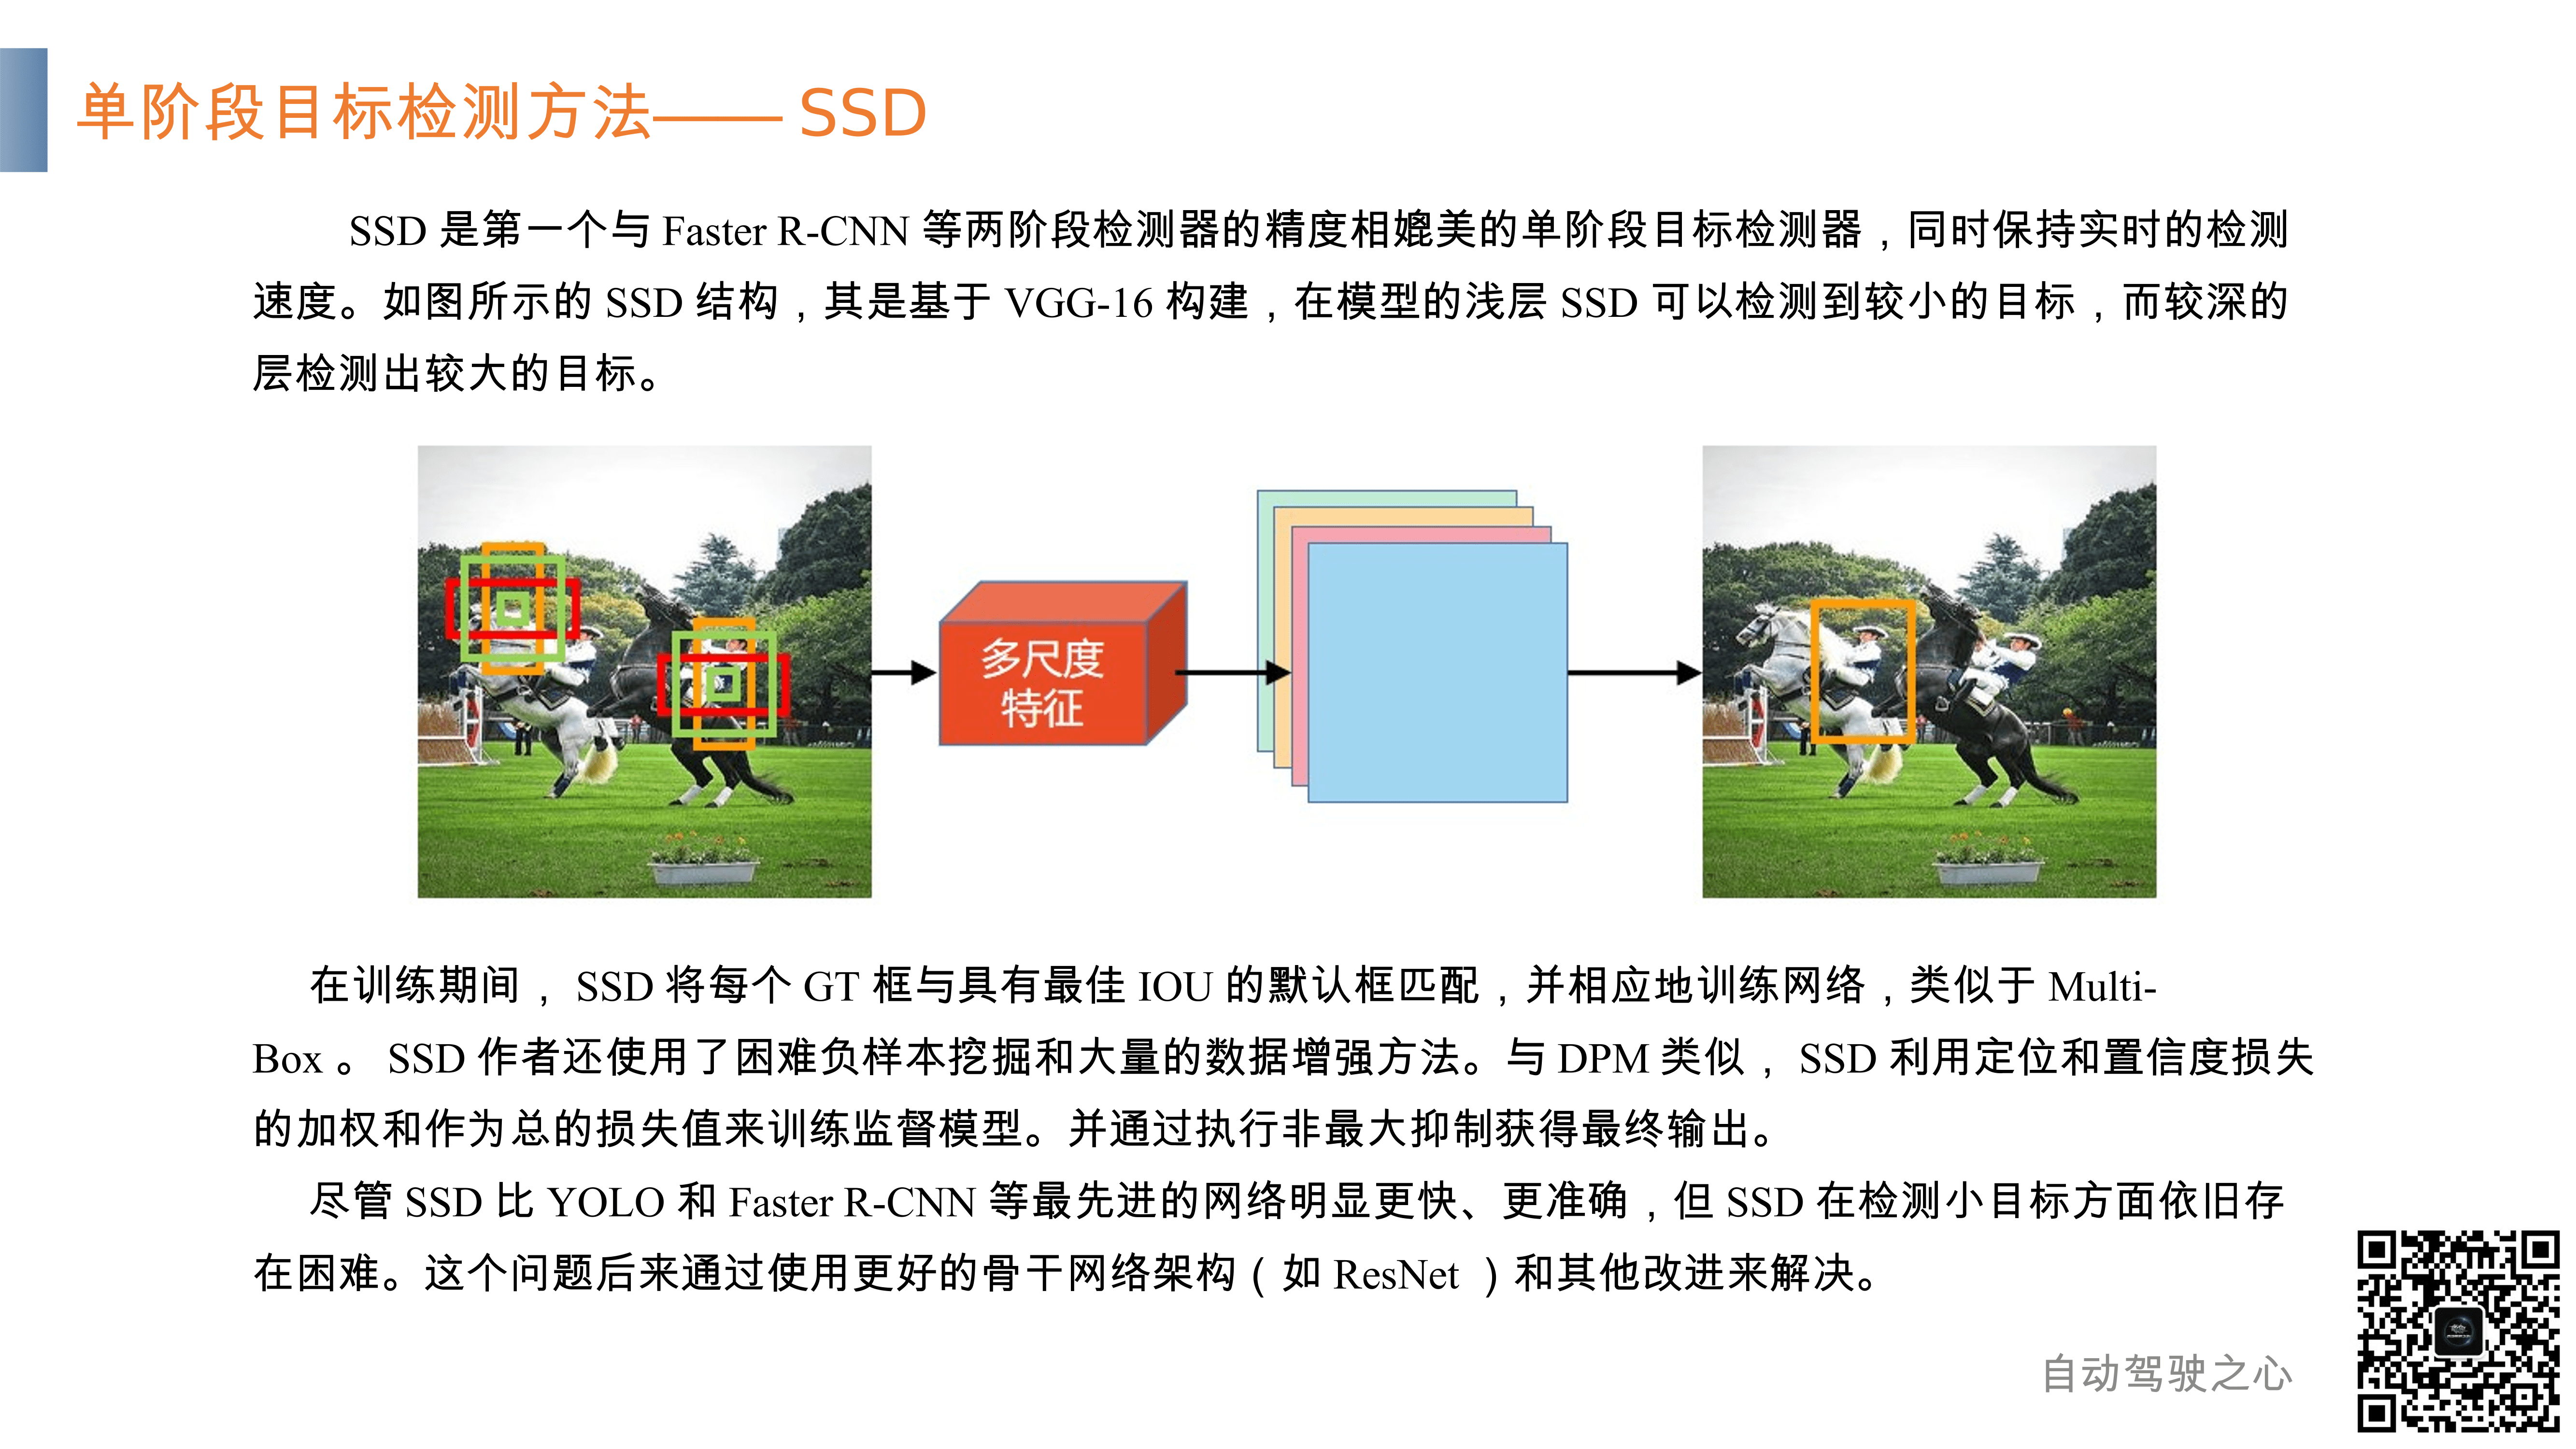 单阶段目标检测方法—— SSD
SSD 是第一个与 Faster R-CNN 等两阶段检测器的精度相媲美的单阶段目标检测器，同时保持实时的检测
速度。如图所示的 SSD 结构，其是基于 VGG-16 构建，在模型的浅层 SSD 可以检测到较小的目标，而较深的
层检测出较大的目标。
多尺度
特征
在训练期间， SSD 将每个 GT 框与具有最佳 IOU 的默认框匹配，并相应地训练网络，类似于 Multi-
Box 。 SSD 作者还使用了困难负样本挖掘和大量的数据增强方法。与 DPM 类似， SSD 利用定位和置信度损失
的加权和作为总的损失值来训练监督模型。并通过执行非最大抑制获得最终输出。
尽管 SSD 比 YOLO 和 Faster R-CNN 等最先进的网络明显更快、更准确，但 SSD 在检测小目标方面依旧存
在困难。这个问题后来通过使用更好的骨干网络架构（如 ResNet ）和其他改进来解决。
自动驾驶之心